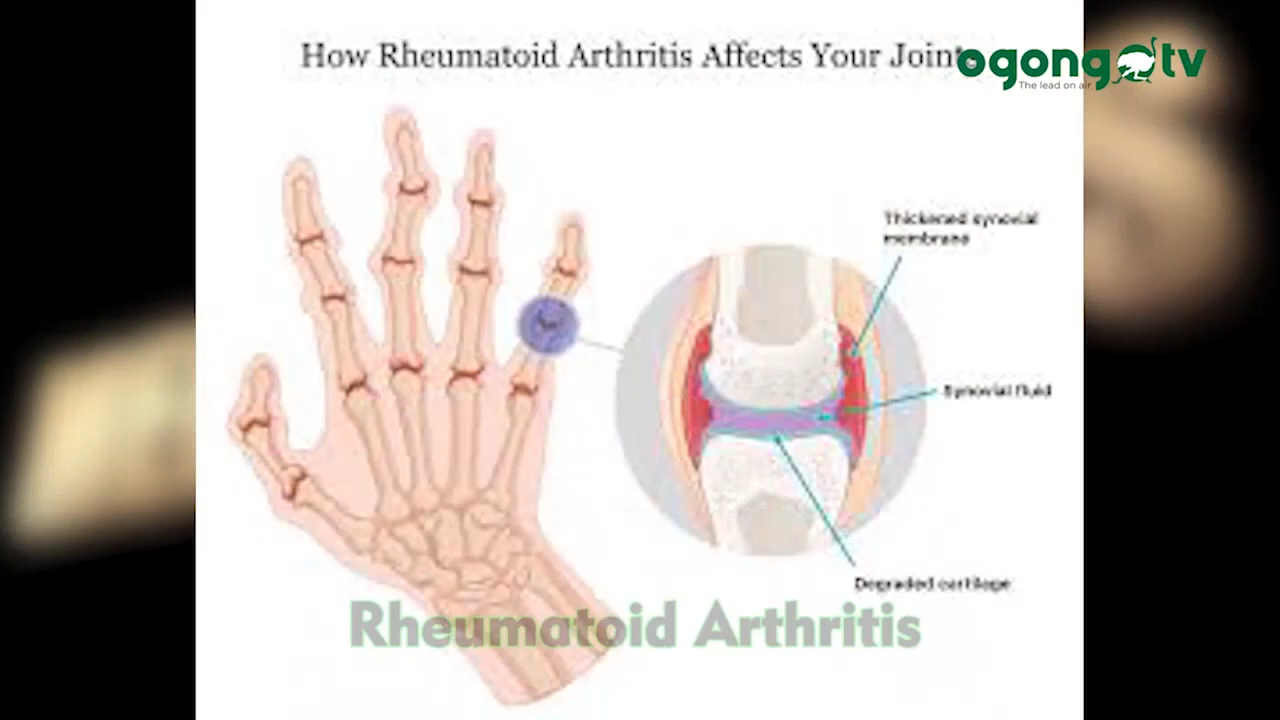 How Rheumatoid Arthritis Affects Your Joints
ogong tv
The lead on air
Thickened synovial
membrane
Synovial fluid
Degraded cartilage
Rheumatoid Arthritis